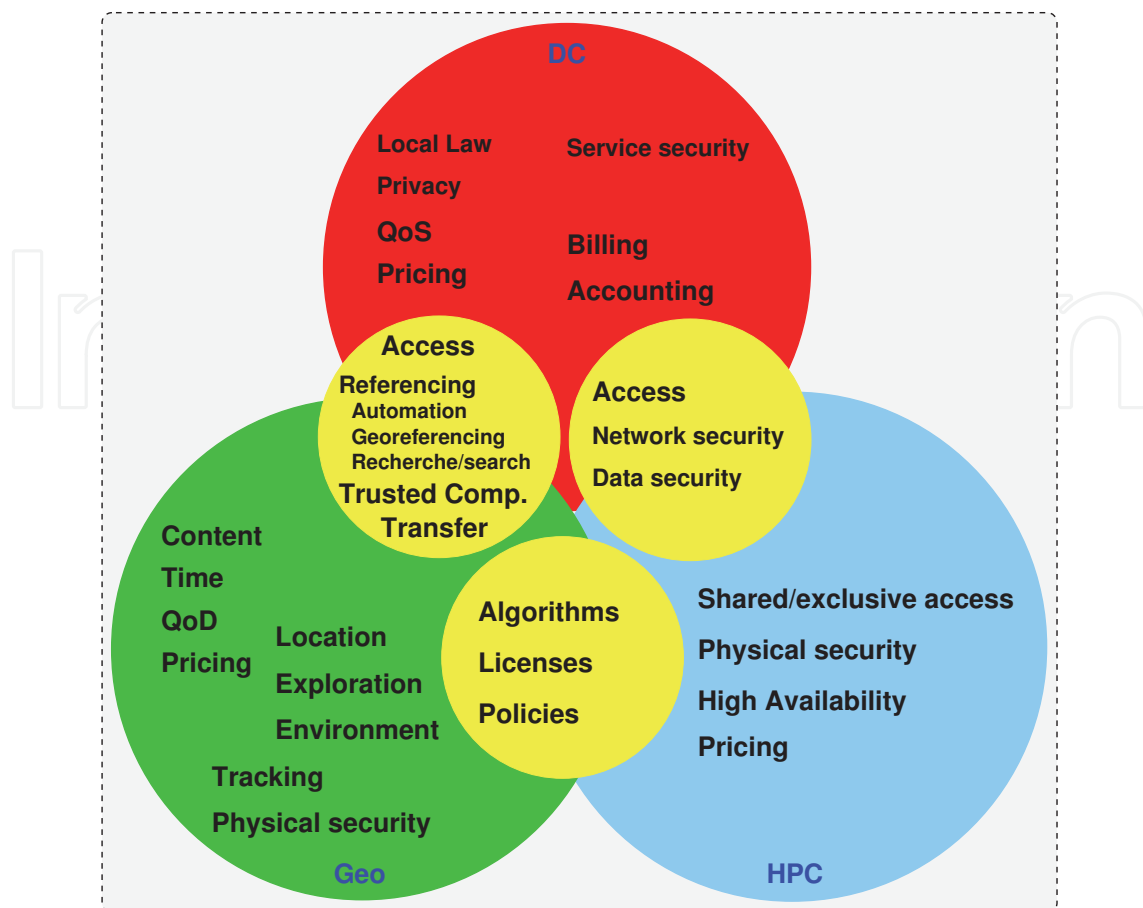 DC
Local Law
Privacy
QoS
Pricing
Service security
Billing
Accounting
Access
Referencing
Automation
Georeferencing
Recherche/search
Trusted Comp.
Transfer
Access
Network security
Data security
Content
Time
QoD
Pricing
Location
Exploration
Environment
Tracking
Physical security
Geo
Algorithms
Licenses
Policies
Shared/exclusive access
Physical security
High Availability
Pricing
HPC